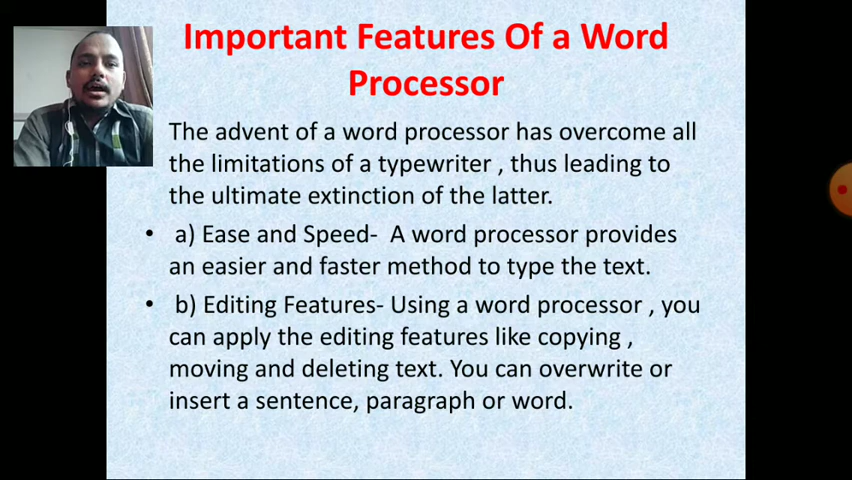 Important Features Of a Word
Processor
The advent of a word processor has overcome all
the limitations of a typewriter , thus leading to
the ultimate extinction of the latter.
• a) Ease and Speed- A word processor provides
an easier and faster method to type the text.
• b) Editing Features- Using a word processor , you
can apply the editing features like copying ,
moving and deleting text. You can overwrite or
insert a sentence, paragraph or word.